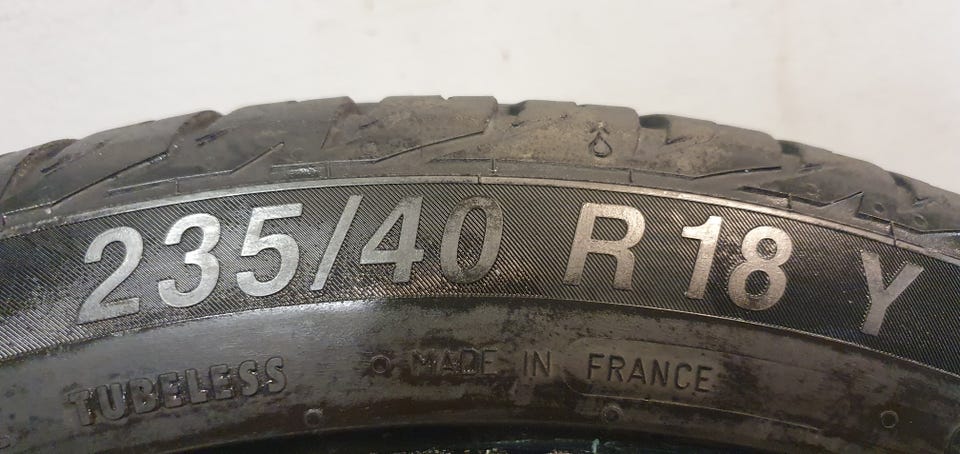 235/40 R18 Y
TUBELESS MADE IN FRANCE